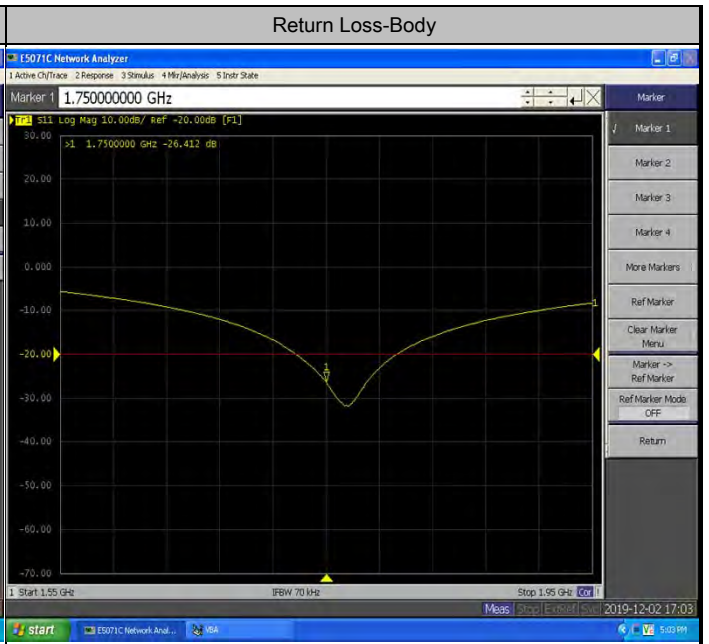 Return Loss-Body
E5071C Network Analyzer
1 Active Ch/Trace 2 Response 3 Stimulus 4 Mkr/Analysis 5 Instr State
Marker 1 1.750000000 GHz
Marker
Tr1 S11 Log Mag 10.00dB/ Ref -20.00dB [F1]
>1 1.7500000 GHz -26.412 dB
30.00
20.00
10.00
0.000
-10.00
-20.00
-30.00
-40.00
-50.00
-60.00
-70.00
1
1
Marker 1
Marker 2
Marker 3
Marker 4
More Markers
Ref Marker
Clear Marker
Menu
Marker ->
Ref Marker
Ref Marker Mode
OFF
Return
1 Start 1.55 GHz IFBW 70 kHz Stop 1.95 GHz Cor !
Meas Stop ExtRef Svc 2019-12-02 17:03
start E5071C Network Anal... VBA 5:03 PM